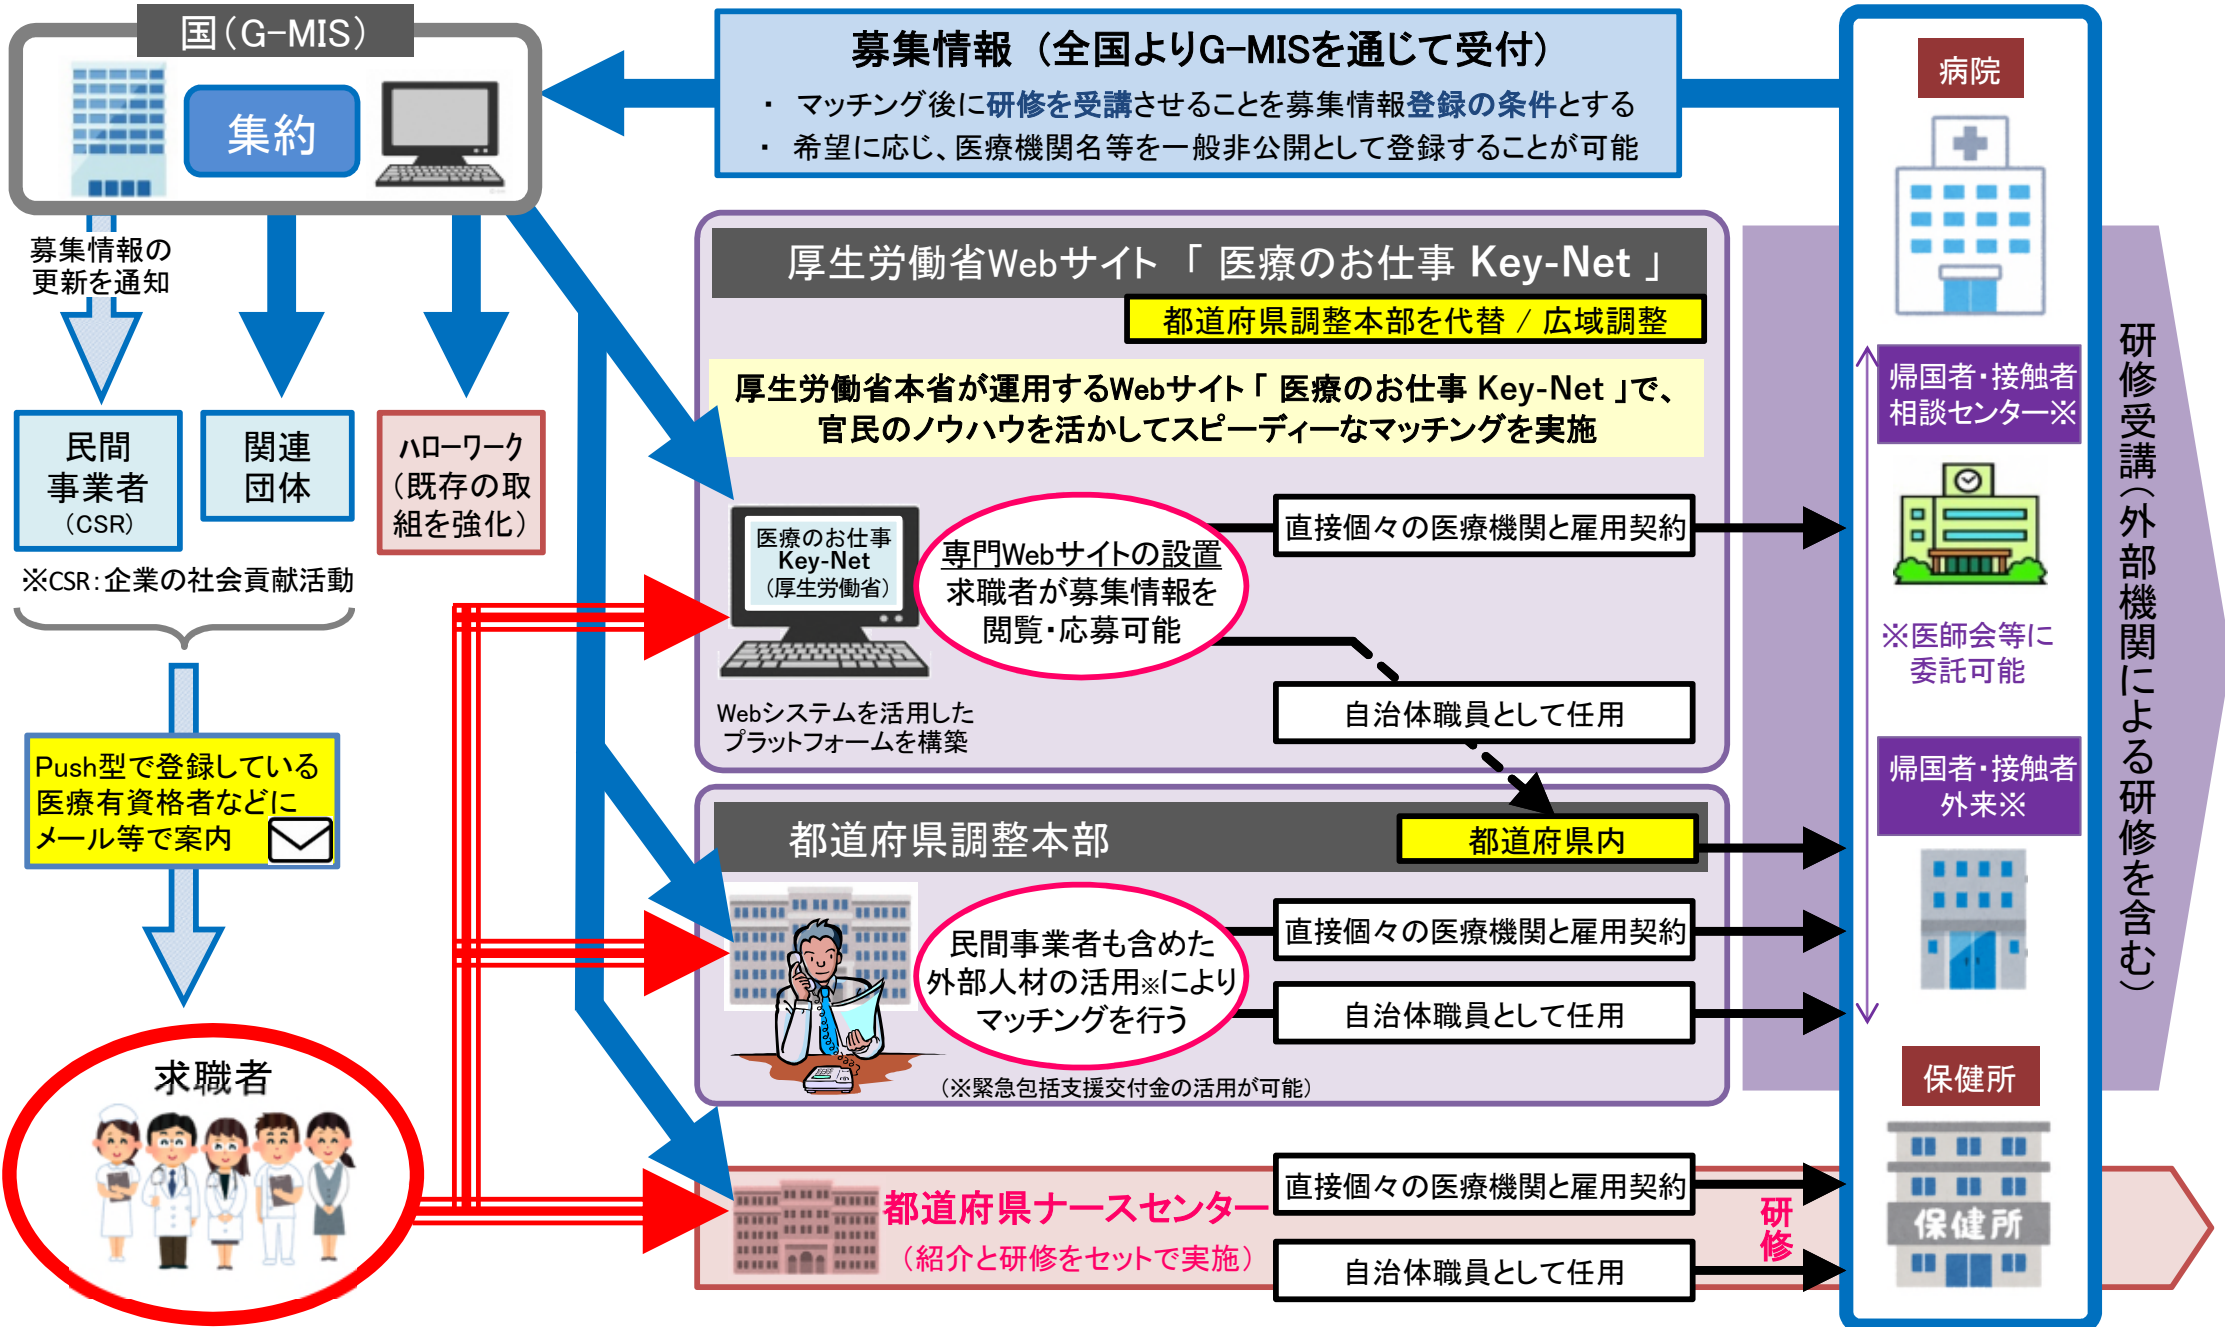 国(G-MIS)
集約
募集情報 (全国よりG-MISを通じて受付)
・ マッチング後に研修を受講させることを募集情報登録の条件とする
・ 希望に応じ、医療機関名等を一般非公開として登録することが可能
募集情報の
更新を通知
民間
事業者
(CSR)
関連
団体
ハローワーク
(既存の取
組を強化)
※CSR:企業の社会貢献活動
Push型で登録している
医療有資格者などに
メール等で案内
求職者
厚生労働省Webサイト 「 医療のお仕事 Key-Net 」
都道府県調整本部を代替 / 広域調整
厚生労働省本省が運用するWebサイト「 医療のお仕事 Key-Net 」で、
官民のノウハウを活かしてスピーディーなマッチングを実施
医療のお仕事
Key-Net
(厚生労働省)
専門Webサイトの設置
求職者が募集情報を
閲覧・応募可能
Webシステムを活用した
プラットフォームを構築
直接個々の医療機関と雇用契約
自治体職員として任用
都道府県調整本部
都道府県内
民間事業者も含めた
外部人材の活用※により
マッチングを行う
(※緊急包括支援交付金の活用が可能)
直接個々の医療機関と雇用契約
自治体職員として任用
都道府県ナースセンター
(紹介と研修をセットで実施)
直接個々の医療機関と雇用契約
自治体職員として任用
研修
病院
帰国者・接触者
相談センター※
※医師会等に
委託可能
帰国者・接触者
外来※
保健所
保健所
研修受講(外部機関による研修を含む)